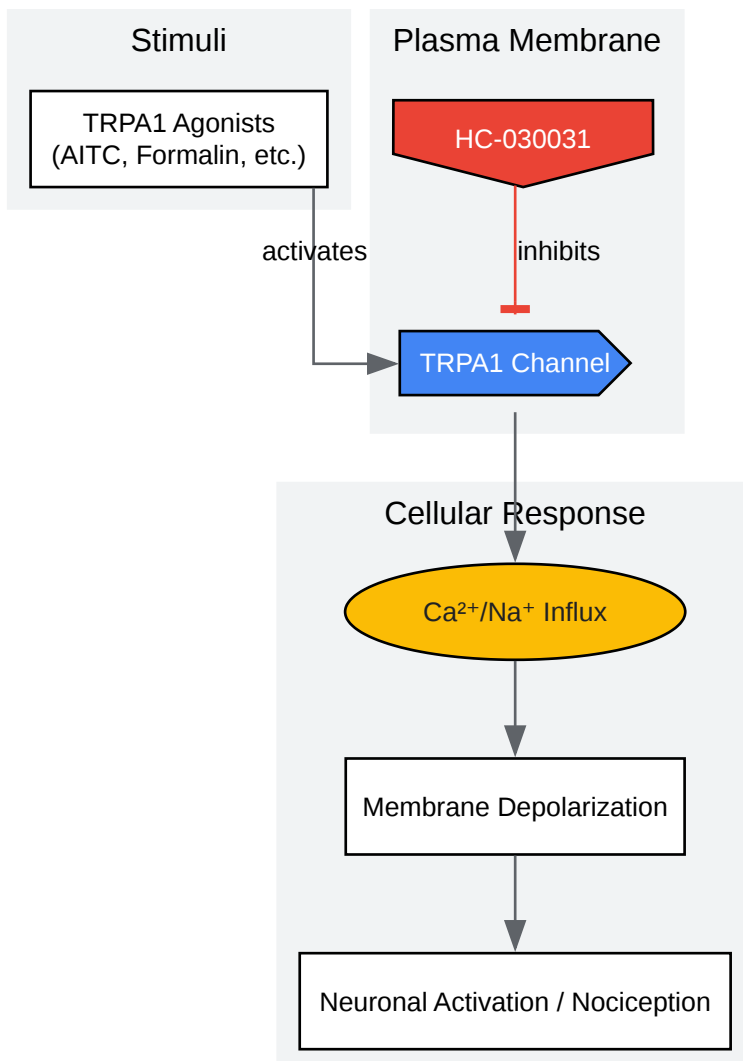 Stimuli
Plasma Membrane
TRPA1 Agonists
(AITC, Formalin, etc.)
HC-030031
activates
inhibits
TRPA1 Channel
Cellular Response
Ca²⁺/Na⁺ Influx
Membrane Depolarization
Neuronal Activation / Nociception